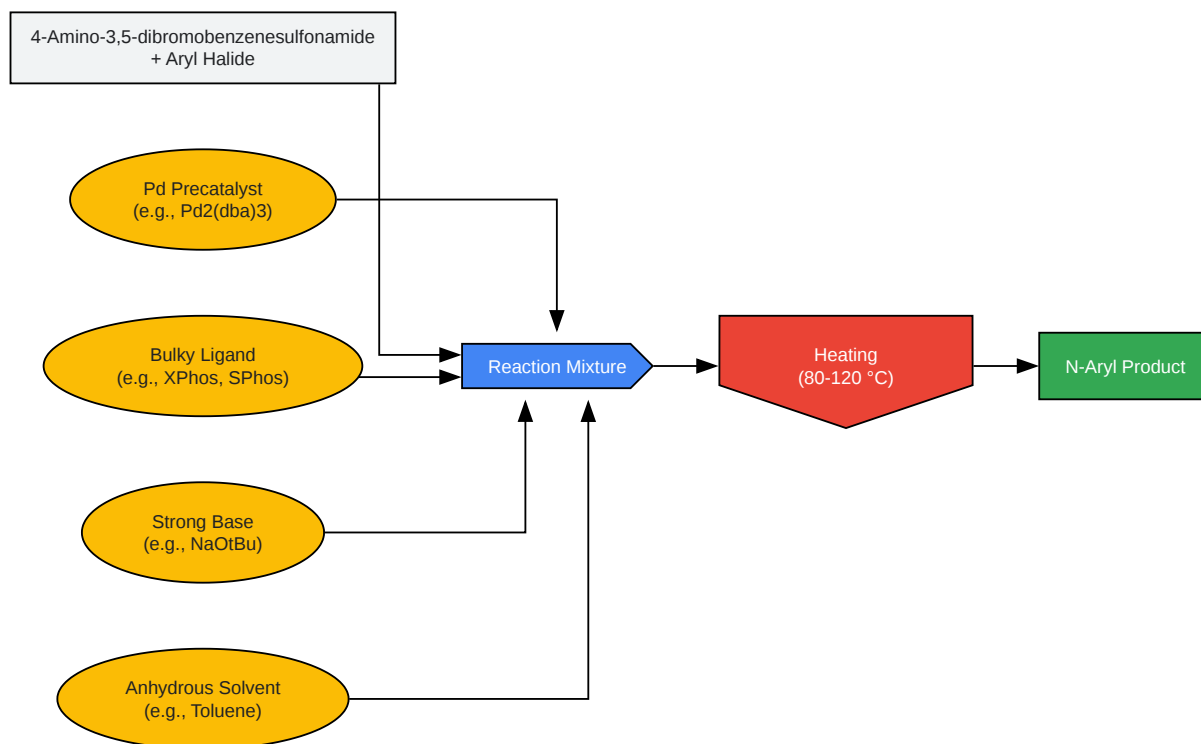 4-Amino-3,5-dibromobenzenesulfonamide
+ Aryl Halide
Pd Precatalyst
(e.g., Pd2(dba)3)
Bulky Ligand
(e.g., XPhos, SPhos)
Reaction Mixture
Heating
(80-120 °C)
N-Aryl Product
Strong Base
(e.g., NaOtBu)
Anhydrous Solvent
(e.g., Toluene)